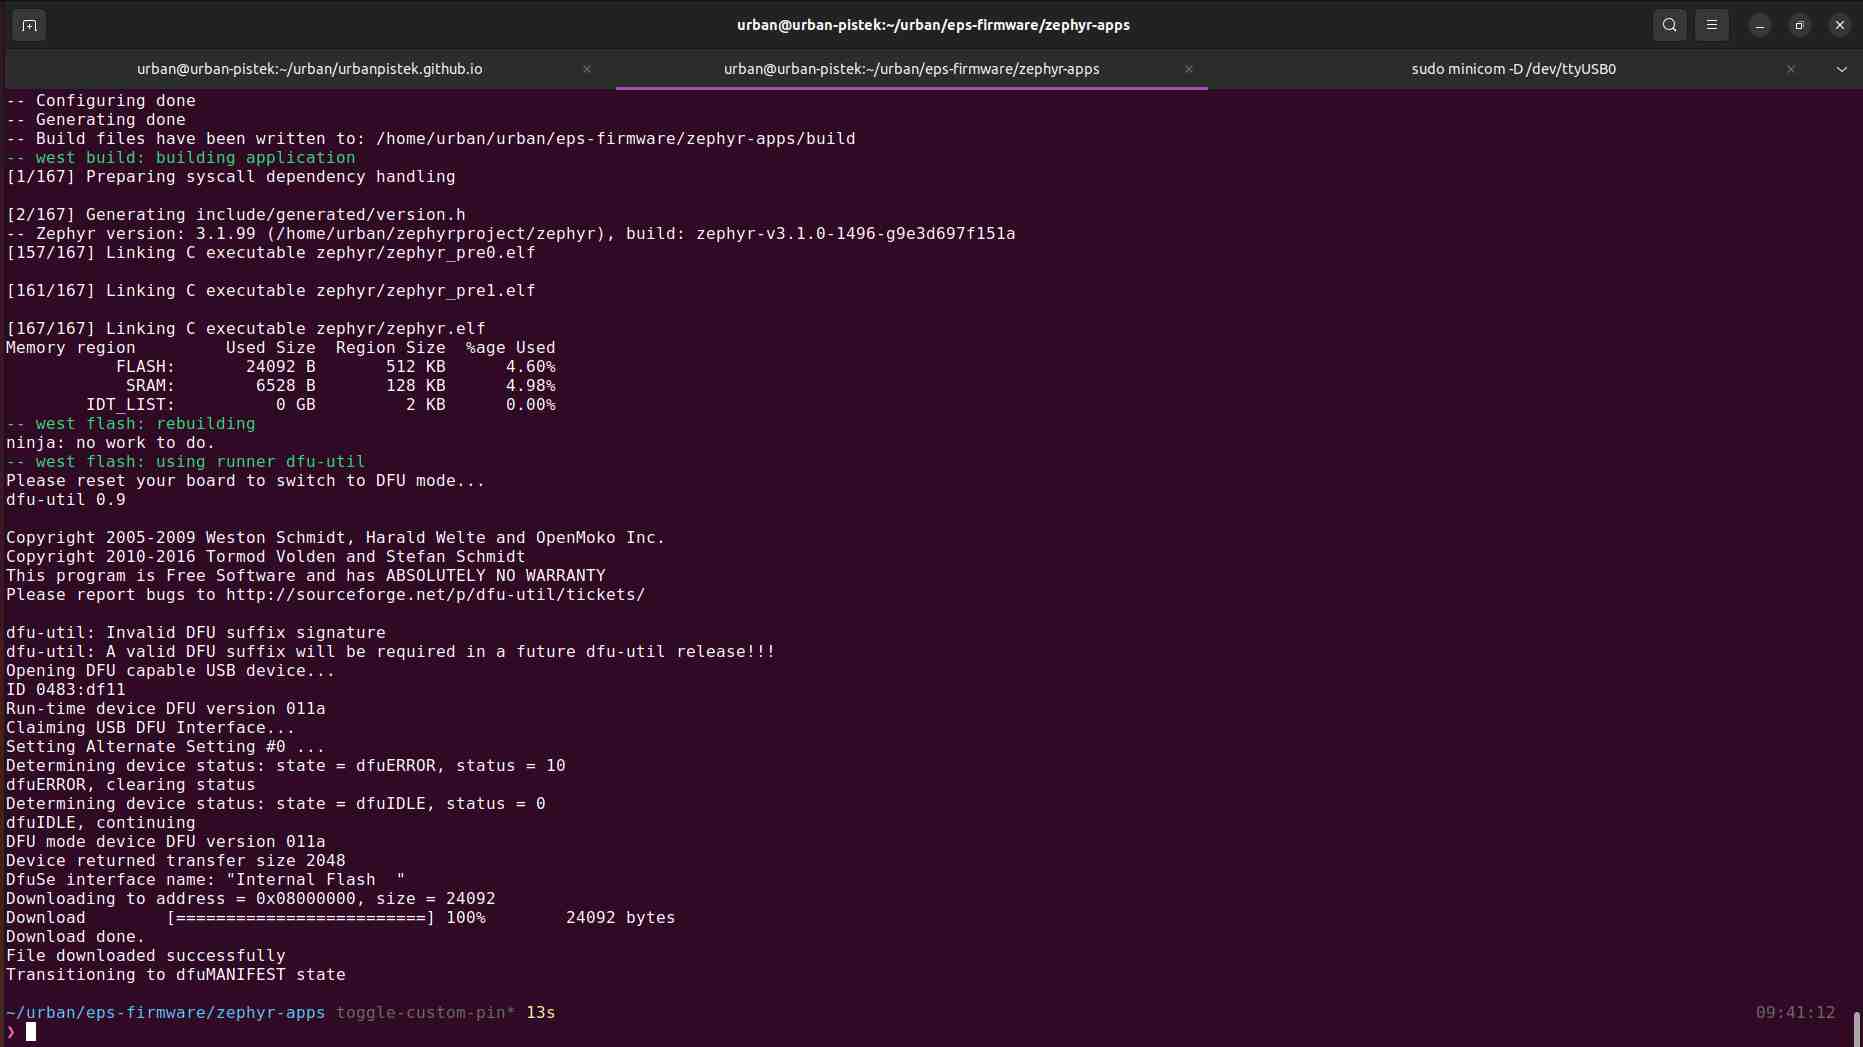 urban@urban-pistek:~/urban/eps-firmware/zephyr-apps
urban@urban-pistek:~/urban/urbanpistek.github.io
urban@urban-pistek:~/urban/eps-firmware/zephyr-apps
sudo minicom -D /dev/ttyUSB0
-- Configuring done
-- Generating done
-- Build files have been written to: /home/urban/urban/eps-firmware/zephyr-apps/build
-- west build: building application
[1/167] Preparing syscall dependency handling

[2/167] Generating include/generated/version.h
-- Zephyr version: 3.1.99 (/home/urban/zephyrproject/zephyr), build: zephyr-v3.1.0-1496-g9e3d697f151a
[157/167] Linking C executable zephyr/zephyr_pre0.elf

[161/167] Linking C executable zephyr/zephyr_pre1.elf

[167/167] Linking C executable zephyr/zephyr.elf
Memory region         Used Size  Region Size  %age Used
           FLASH:       24092 B       512 KB      4.60%
            SRAM:        6528 B       128 KB      4.98%
        IDT_LIST:          0 GB         2 KB      0.00%
-- west flash: rebuilding
ninja: no work to do.
-- west flash: using runner dfu-util
Please reset your board to switch to DFU mode...
dfu-util 0.9

Copyright 2005-2009 Weston Schmidt, Harald Welte and OpenMoko Inc.
Copyright 2010-2016 Tormod Volden and Stefan Schmidt
This program is Free Software and has ABSOLUTELY NO WARRANTY
Please report bugs to http://sourceforge.net/p/dfu-util/tickets/

dfu-util: Invalid DFU suffix signature
dfu-util: A valid DFU suffix will be required in a future dfu-util release!!!
Opening DFU capable USB device...
ID 0483:df11
Run-time device DFU version 011a
Claiming USB DFU Interface...
Setting Alternate Setting #0 ...
Determining device status: state = dfuERROR, status = 10
dfuERROR, clearing status
Determining device status: state = dfuIDLE, status = 0
dfuIDLE, continuing
DFU mode device DFU version 011a
Device returned transfer size 2048
DfuSe interface name: "Internal Flash  "
Downloading to address = 0x08000000, size = 24092
Download        [=========================] 100%        24092 bytes
Download done.
File downloaded successfully
Transitioning to dfuMANIFEST state

~/urban/eps-firmware/zephyr-apps toggle-custom-pin* 13s 09:41:12
❯